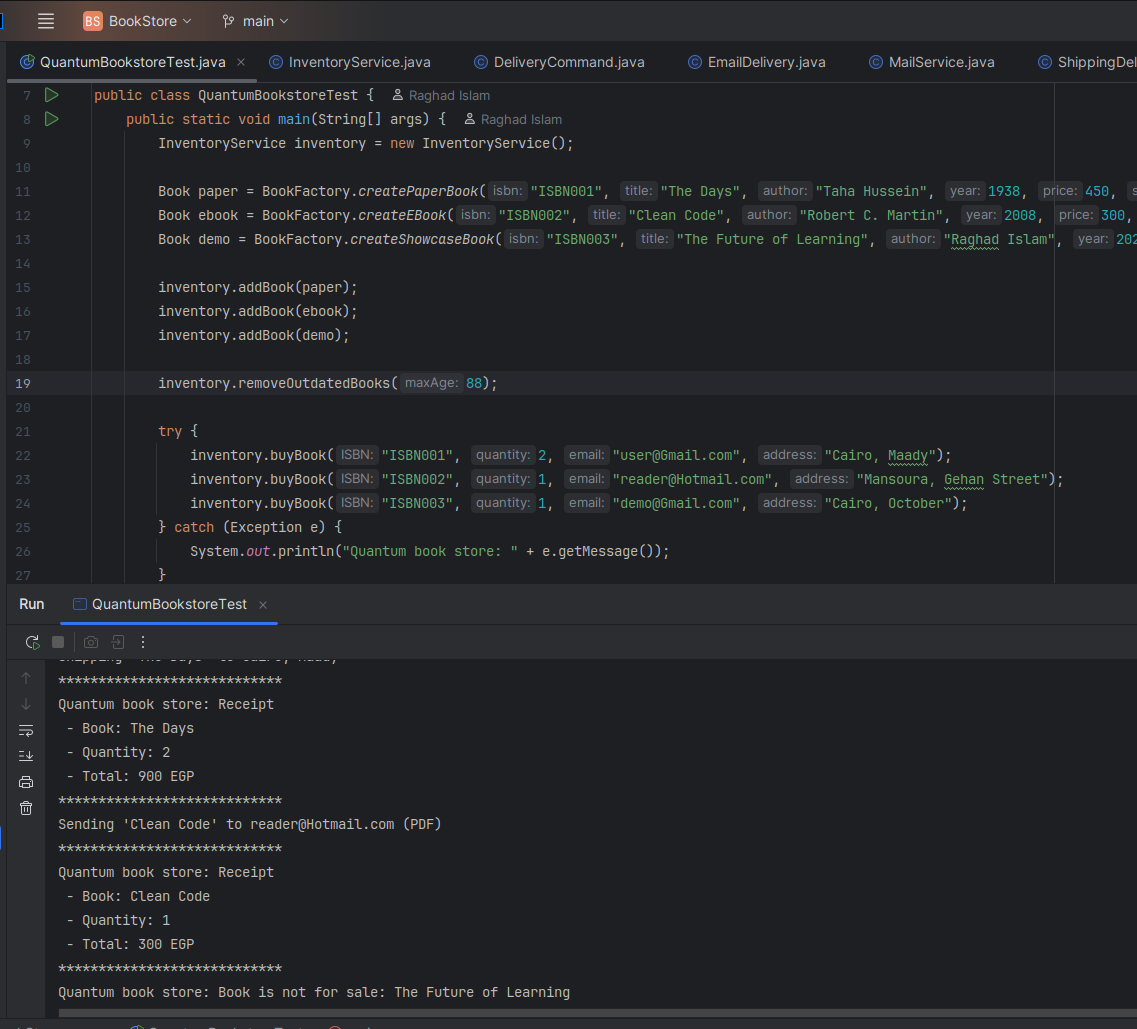 BS BookStore main
QuantumBookstoreTest.java InventoryService.java DeliveryCommand.java EmailDelivery.java MailService.java ShippingDel
7 public class QuantumBookstoreTest { Raghad Islam
8 public static void main(String[] args) { Raghad Islam
9 InventoryService inventory = new InventoryService();
10
11 Book paper = BookFactory.createPaperBook( isbn: "ISBN001", title: "The Days", author: "Taha Hussein", year: 1938, price: 450, s
12 Book ebook = BookFactory.createEBook( isbn: "ISBN002", title: "Clean Code", author: "Robert C. Martin", year: 2008, price: 300,
13 Book demo = BookFactory.createShowcaseBook( isbn: "ISBN003", title: "The Future of Learning", author: "Raghad Islam", year: 202
14
15 inventory.addBook(paper);
16 inventory.addBook(ebook);
17 inventory.addBook(demo);
18
19 inventory.removeOutdatedBooks( maxAge: 88);
20
21 try {
22 inventory.buyBook( ISBN: "ISBN001", quantity: 2, email: "user@Gmail.com", address: "Cairo, Maady");
23 inventory.buyBook( ISBN: "ISBN002", quantity: 1, email: "reader@Hotmail.com", address: "Mansoura, Gehan Street");
24 inventory.buyBook( ISBN: "ISBN003", quantity: 1, email: "demo@Gmail.com", address: "Cairo, October");
25 } catch (Exception e) {
26 System.out.println("Quantum book store: " + e.getMessage());
27 }
Run QuantumBookstoreTest
Shipping 'The Days' to Cairo, Maady
****************************
Quantum book store: Receipt
- Book: The Days
- Quantity: 2
- Total: 900 EGP
****************************
Sending 'Clean Code' to reader@Hotmail.com (PDF)
****************************
Quantum book store: Receipt
- Book: Clean Code
- Quantity: 1
- Total: 300 EGP
****************************
Quantum book store: Book is not for sale: The Future of Learning